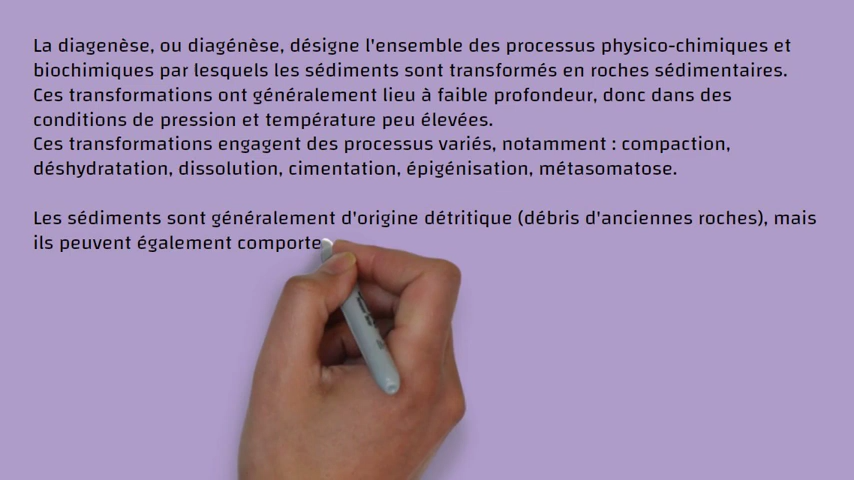 La diagenèse, ou diagénèse, désigne l'ensemble des processus physico-chimiques et
biochimiques par lesquels les sédiments sont transformés en roches sédimentaires.
Ces transformations ont généralement lieu à faible profondeur, donc dans des
conditions de pression et température peu élevées.
Ces transformations engagent des processus variés, notamment : compaction,
déshydratation, dissolution, cimentation, épigénisation, métasomatose.
Les sédiments sont généralement d'origine détritique (débris d'anciennes roches), mais
ils peuvent également comporte